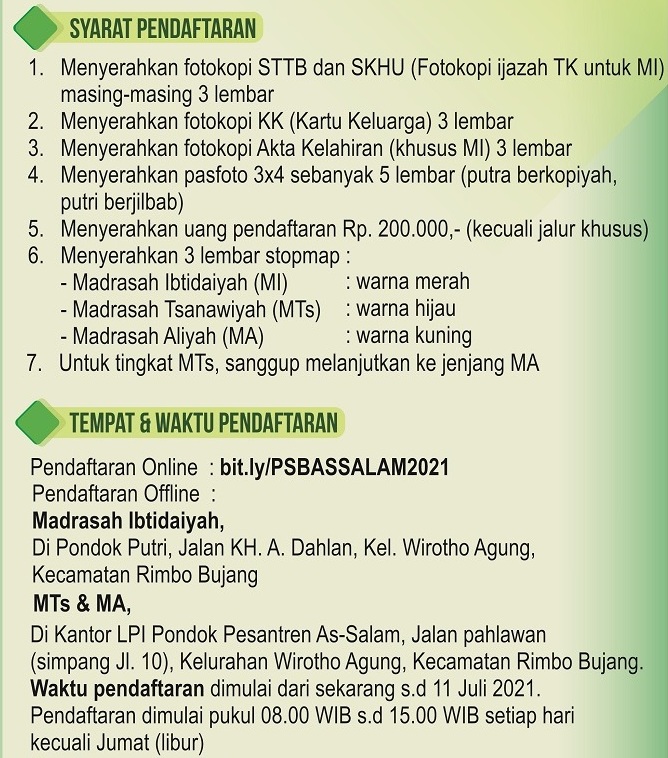 SYARAT PENDAFTARAN
1. Menyerahkan fotokopi STTB dan SKHU (Fotokopi ijazah TK untuk MI)
masing-masing 3 lembar
2. Menyerahkan fotokopi KK (Kartu Keluarga) 3 lembar
3. Menyerahkan fotokopi Akta Kelahiran (khusus MI) 3 lembar
4. Menyerahkan pasfoto 3x4 sebanyak 5 lembar (putra berkopiyah,
putri berjilbab)
5. Menyerahkan uang pendaftaran Rp. 200.000,- (kecuali jalur khusus)
6. Menyerahkan 3 lembar stopmap :
- Madrasah Ibtidaiyah (MI) : warna merah
- Madrasah Tsanawiyah (MTs) : warna hijau
- Madrasah Aliyah (MA) : warna kuning
7. Untuk tingkat MTs, sanggup melanjutkan ke jenjang MA
TEMPAT & WAKTU PENDAFTARAN
Pendaftaran Online : bit.ly/PSBASSALAM2021
Pendaftaran Offline :
Madrasah Ibtidaiyah,
Di Pondok Putri, Jalan KH. A. Dahlan, Kel. Wirotho Agung,
Kecamatan Rimbo Bujang
MTs & MA,
Di Kantor LPI Pondok Pesantren As-Salam, Jalan pahlawan
(simpang Jl. 10), Kelurahan Wirotho Agung, Kecamatan Rimbo Bujang.
Waktu pendaftaran dimulai dari sekarang s.d 11 Juli 2021.
Pendaftaran dimulai pukul 08.00 WIB s.d 15.00 WIB setiap hari
kecuali Jumat (libur)